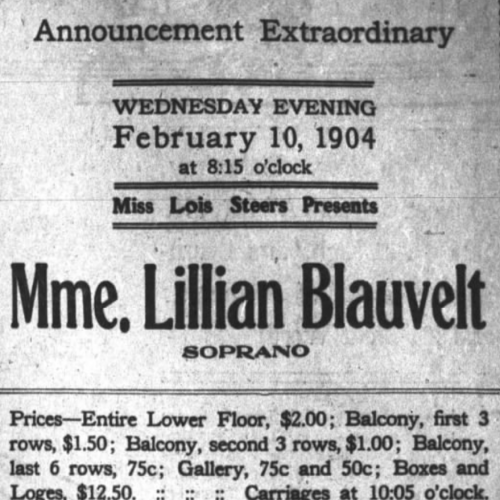 Announcement Extraordinary
WEDNESDAY EVENING
February 10, 1904
at 8:15 o'clock
Miss Lois Steers Presents
Mme. Lillian Blauvelt
SOPRANO
Prices—Entire Lower Floor, $2.00; Balcony, first 3
rows, $1.50; Balcony, second 3 rows, $1.00; Balcony,
last 6 rows, 75c; Gallery, 75c and 50c; Boxes and
Loges, $12.50. :: :: :: Carriages at 10:05 o'clock.